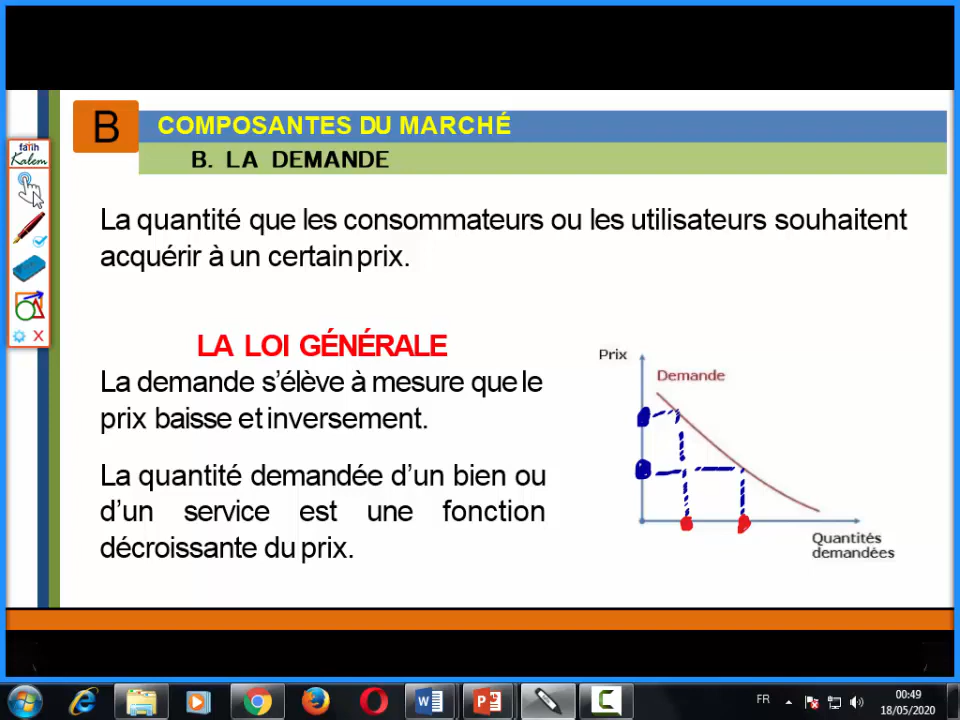 B
COMPOSANTES DU MARCHÉ
B. LA DEMANDE
fatih
Kalem
La quantité que les consommateurs ou les utilisateurs souhaitent
acquérir à un certain prix.
LA LOI GÉNÉRALE
La demande s’élève à mesure que le
prix baisse et inversement.
La quantité demandée d’un bien ou
d’un service est une fonction
décroissante du prix.
Prix
Demande
Quantités
demandées
FR
00:49
18/05/2020